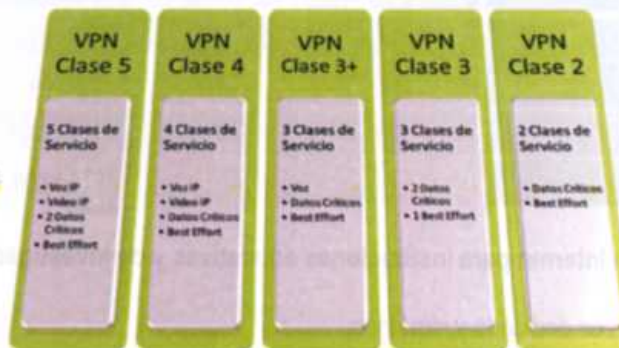 VPN
Clase 5
5 Clases de
Servicio
• Voz IP
• Video IP
• 2 Datos
Críticos
• Best Effort
VPN
Clase 4
4 Clases de
Servicio
• Voz IP
• Video IP
• Datos Críticos
• Best Effort
VPN
Clase 3+
3 Clases de
Servicio
• Voz
• Datos Críticos
• Best Effort
VPN
Clase 3
3 Clases de
Servicio
• 2 Datos
Críticos
• 1 Best Effort
VPN
Clase 2
2 Clases de
Servicio
• Datos Críticos
• Best Effort